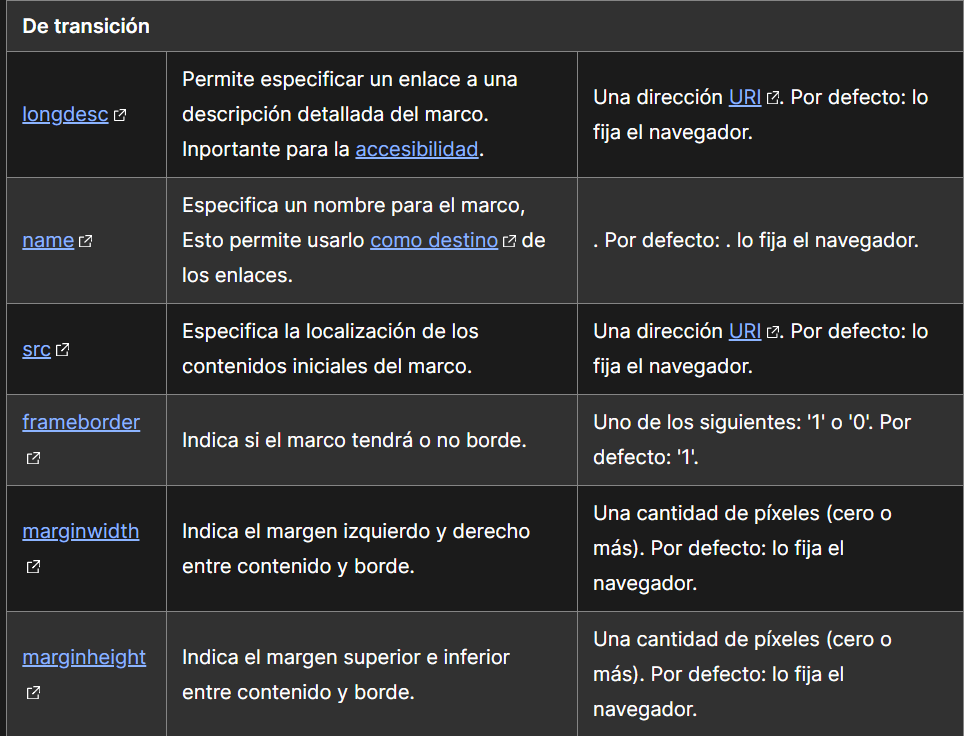 De transición
longdesc
Permite especificar un enlace a una
descripción detallada del marco.
Inportante para la accesibilidad.
Una dirección URI. Por defecto: lo
fija el navegador.
name
Especifica un nombre para el marco,
Esto permite usarlo como destino de
los enlaces.
. Por defecto: . lo fija el navegador.
src
Especifica la localización de los
contenidos iniciales del marco.
Una dirección URI. Por defecto: lo
fija el navegador.
frameborder
Indica si el marco tendrá o no borde.
Uno de los siguientes: '1' o '0'. Por
defecto: '1'.
marginwidth
Indica el margen izquierdo y derecho
entre contenido y borde.
Una cantidad de píxeles (cero o
más). Por defecto: lo fija el
navegador.
marginheight
Indica el margen superior e inferior
entre contenido y borde.
Una cantidad de píxeles (cero o
más). Por defecto: lo fija el
navegador.